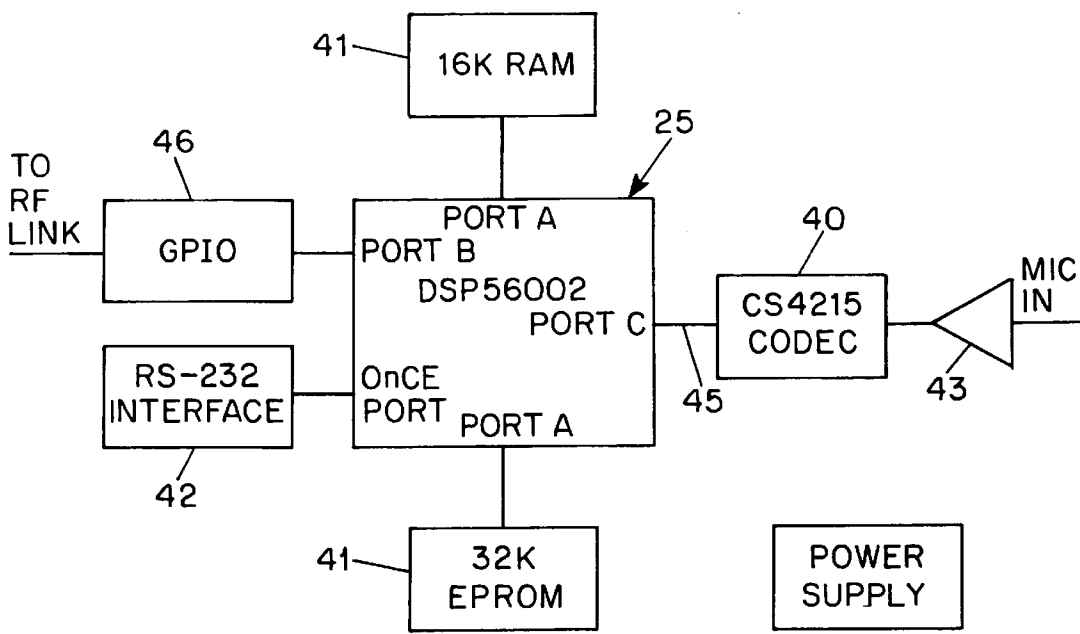 41
16K RAM
25
TO
RF
LINK
46
GPIO
PORT A
PORT B
DSP56002
PORT C
40
CS4215
CODEC
MIC
IN
45
43
RS-232
INTERFACE
42
OnCE
PORT
PORT A
41
32K
EPROM
POWER
SUPPLY